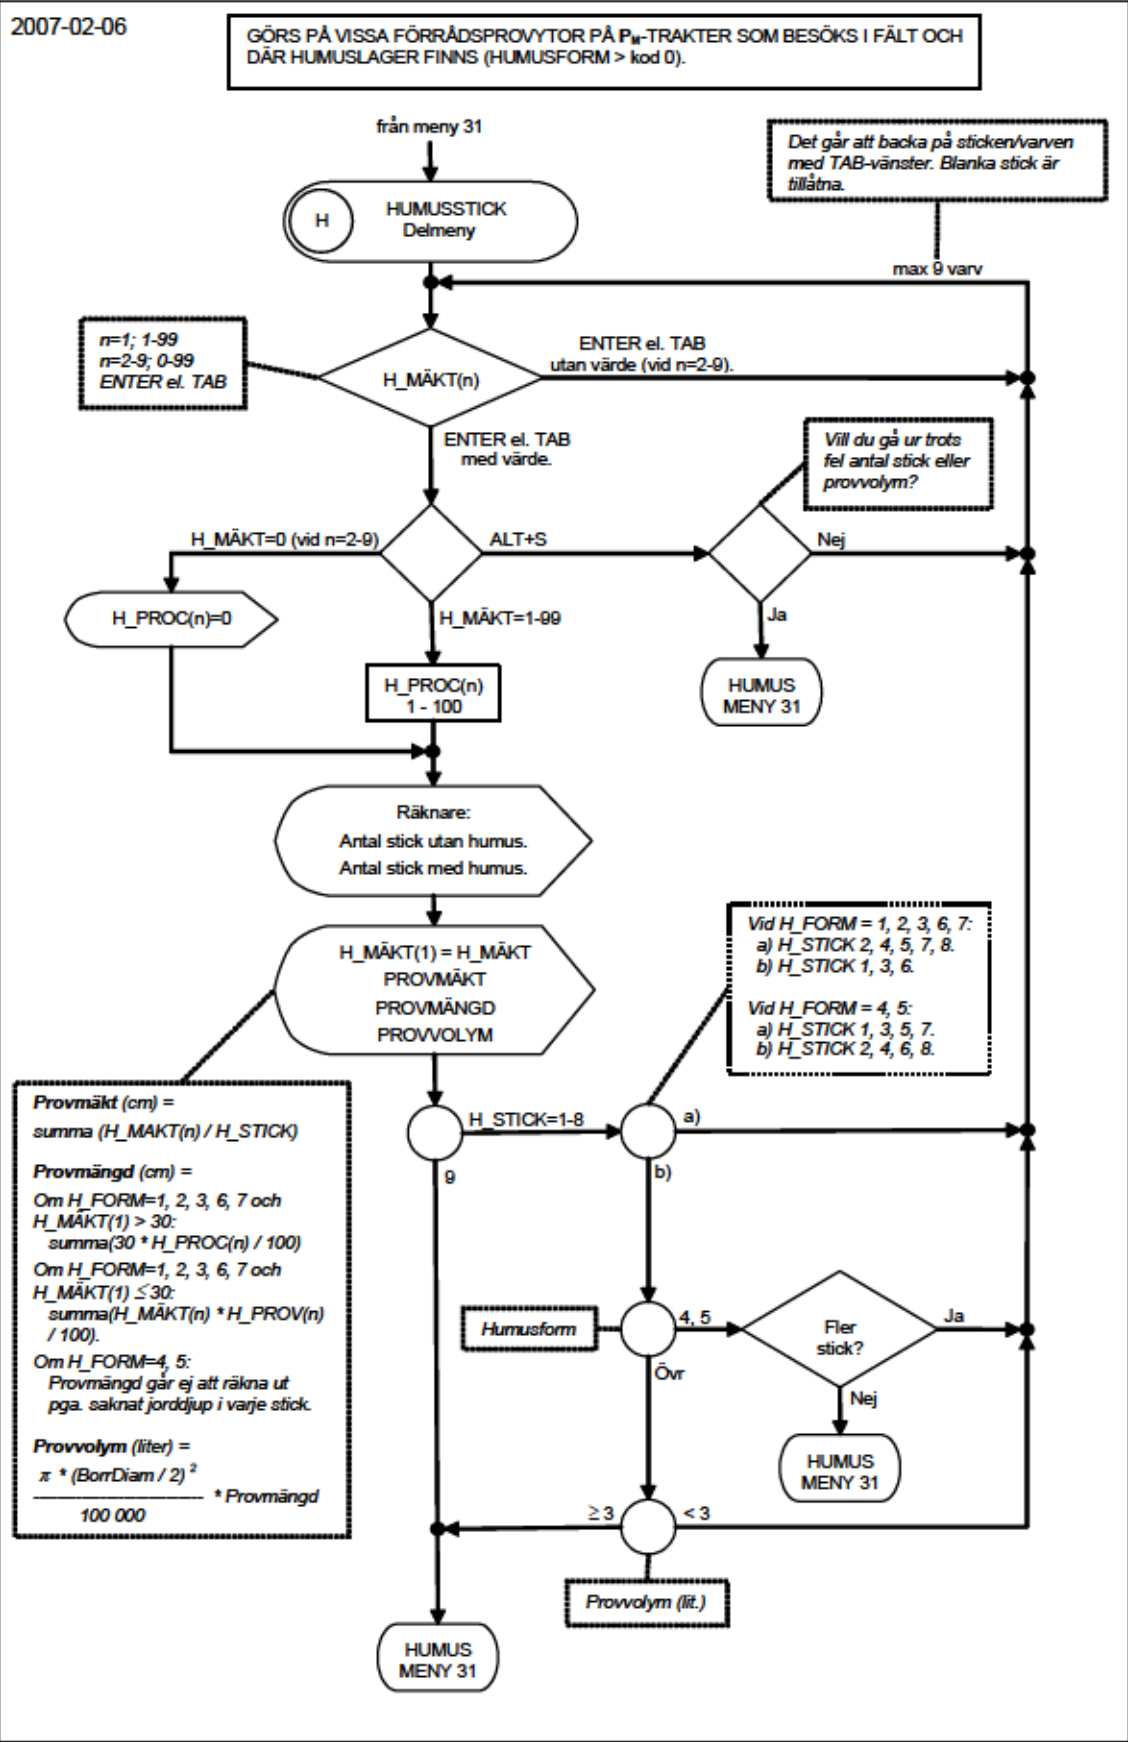 2007-02-06
GÖRS PÅ VISSA FÖRRÅDSPROVYTOR PÅ PM-TRAKTER SOM BESÖKS I FÄLT OCH
DÄR HUMUSLAGER FINNS (HUMUSFORM > kod 0).
från meny 31
Det går att backa på sticken/varven
med TAB-vänster. Blanka stick är
tillåtna.
H
HUMUSSTICK
Delmeny
max 9 varv
n=1; 1-99
n=2-9; 0-99
ENTER el. TAB
H_MÄKT(n)
ENTER el. TAB
utan värde (vid n=2-9).
ENTER el. TAB
med värde.
Vill du gå ur trots
fel antal stick eller
provvolym?
H_MÄKT=0 (vid n=2-9)
ALT+S
Nej
H_PROC(n)=0
H_MÄKT=1-99
Ja
H_PROC(n)
1 - 100
HUMUS
MENY 31
Räknare:
Antal stick utan humus.
Antal stick med humus.
H_MÄKT(1) = H_MÄKT
PROVMÄKT
PROVMÄNGD
PROVVOLYM
Vid H_FORM = 1, 2, 3, 6, 7:
a) H_STICK 2, 4, 5, 7, 8.
b) H_STICK 1, 3, 6.
Vid H_FORM = 4, 5:
a) H_STICK 1, 3, 5, 7.
b) H_STICK 2, 4, 6, 8.
H_STICK=1-8
a)
9
b)
Provmäkt (cm) =
summa (H_MAKT(n) / H_STICK)
Provmängd (cm) =
Om H_FORM=1, 2, 3, 6, 7 och
H_MÄKT(1) > 30:
summa(30 * H_PROC(n) / 100)
Om H_FORM=1, 2, 3, 6, 7 och
H_MÄKT(1) ≤ 30:
summa(H_MÄKT(n) * H_PROV(n)
/ 100).
Om H_FORM=4, 5:
Provmängd går ej att räkna ut
pga. saknat jorddjup i varje stick.
Provvolym (liter) =
π * (BorrDiam / 2) ²
* Provmängd
100 000
Humusform
4, 5
Fler
stick?
Ja
Övr
Nej
HUMUS
MENY 31
≥ 3
< 3
Provvolym (lit.)
HUMUS
MENY 31